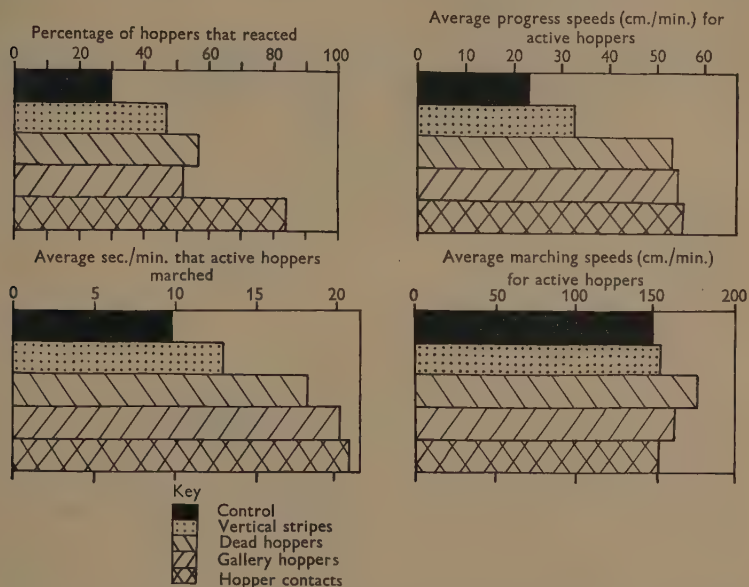 Percentage of hoppers that reacted
0 20 40 60 80 100
Average progress speeds (cm./min.) for
active hoppers
0 10 20 30 40 50 60
Average sec./min. that active hoppers
marched
0 5 10 15 20
Average marching speeds (cm./min.)
for active hoppers
0 50 100 150 200
Key
Control
Vertical stripes
Dead hoppers
Gallery hoppers
Hopper contacts